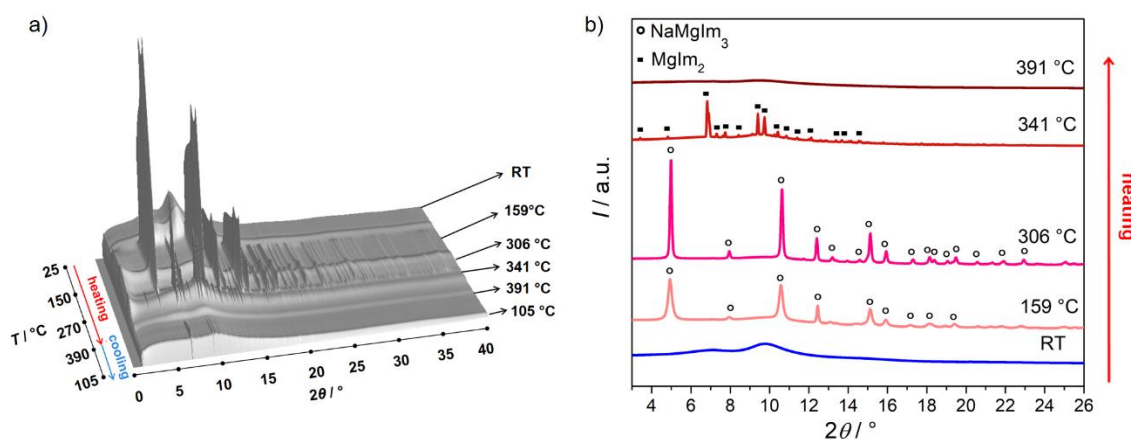 a)
RT
159°C
306 °C
341 °C
391 °C
105 °C
25
150
270
390
105
T / °C
heating
cooling
0 5 10 15 20 25 30 35 40
2θ / °
b)
NaMgIm₃
MgIm₂
391 °C
341 °C
306 °C
159 °C
RT
I / a.u.
heating
4 6 8 10 12 14 16 18 20 22 24 26
2θ / °